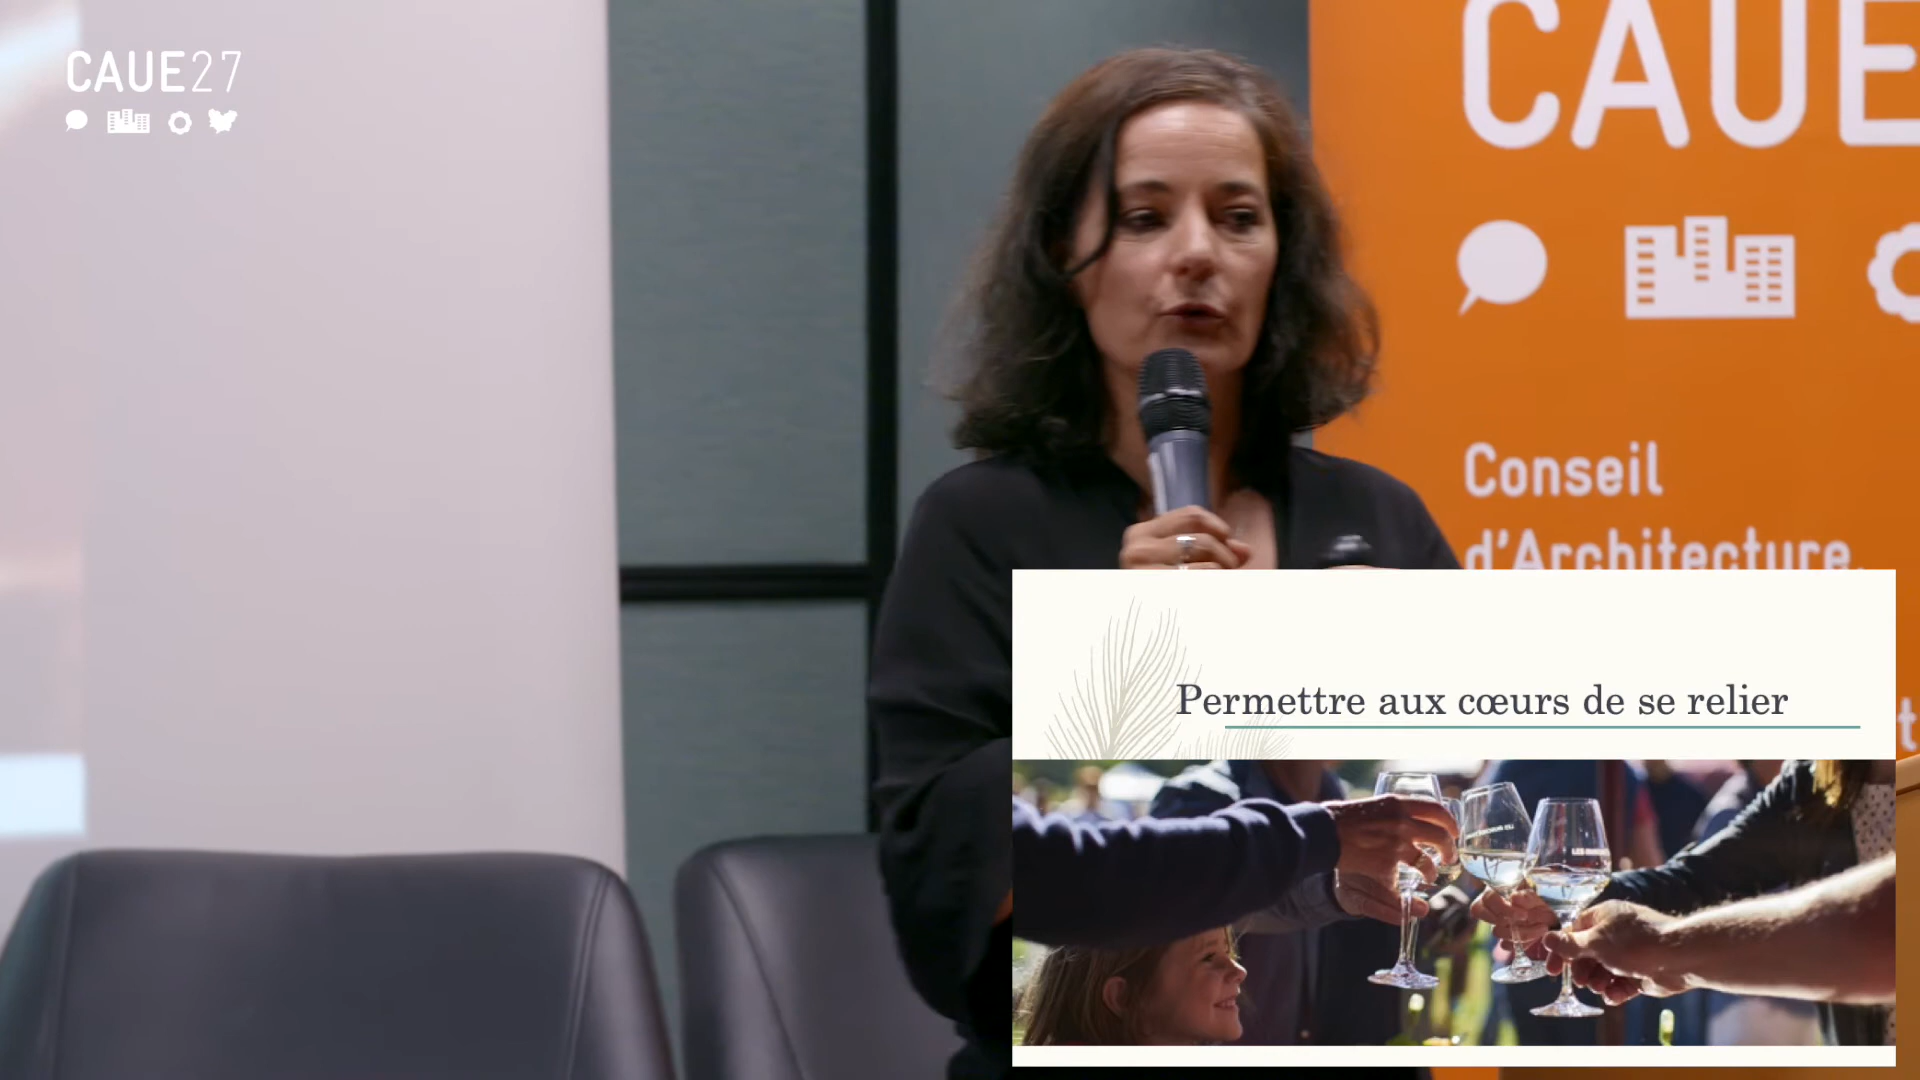 CAUE27
CAUE
Conseil
d'Architecture,
Permettre aux cœurs de se relier